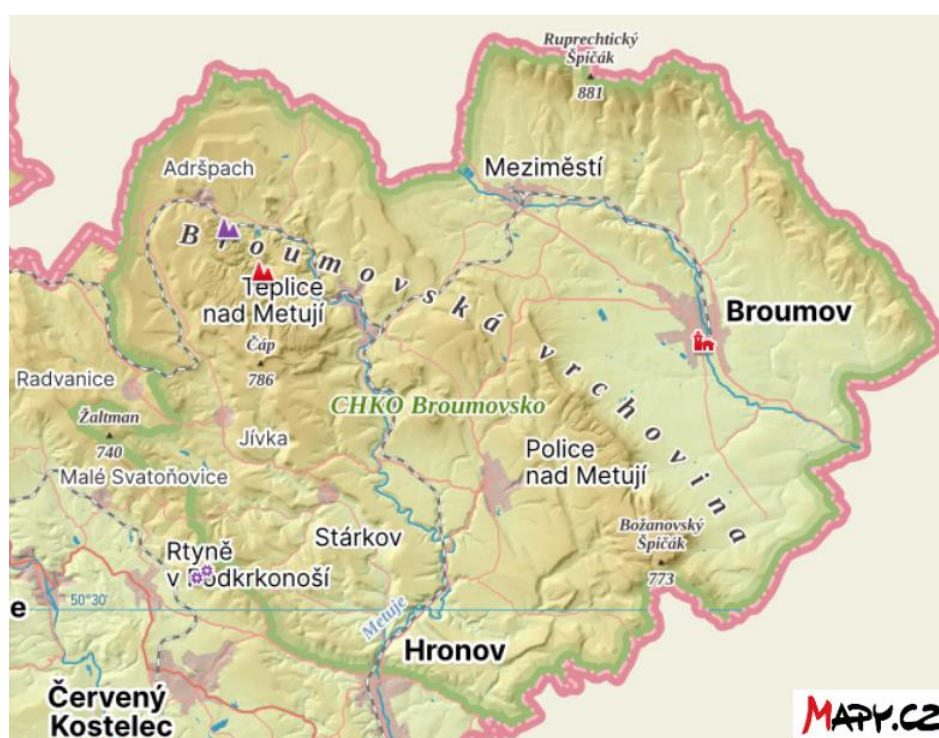 Ruprechtický
Špičák
881
Adršpach
Meziměstí
Broumovská vrchovina
Teplice
nad Metují
Broumov
Čáp
786
Radvanice
CHKO Broumovsko
Žaltman
740
Jívka
Police
nad Metují
Malé Svatoňovice
Božanovský
Špičák
773
Stárkov
Rtyně
v Podkrkonoší
50°30'
e
Metuje
Hronov
Červený
Kostelec
MAPY.CZ